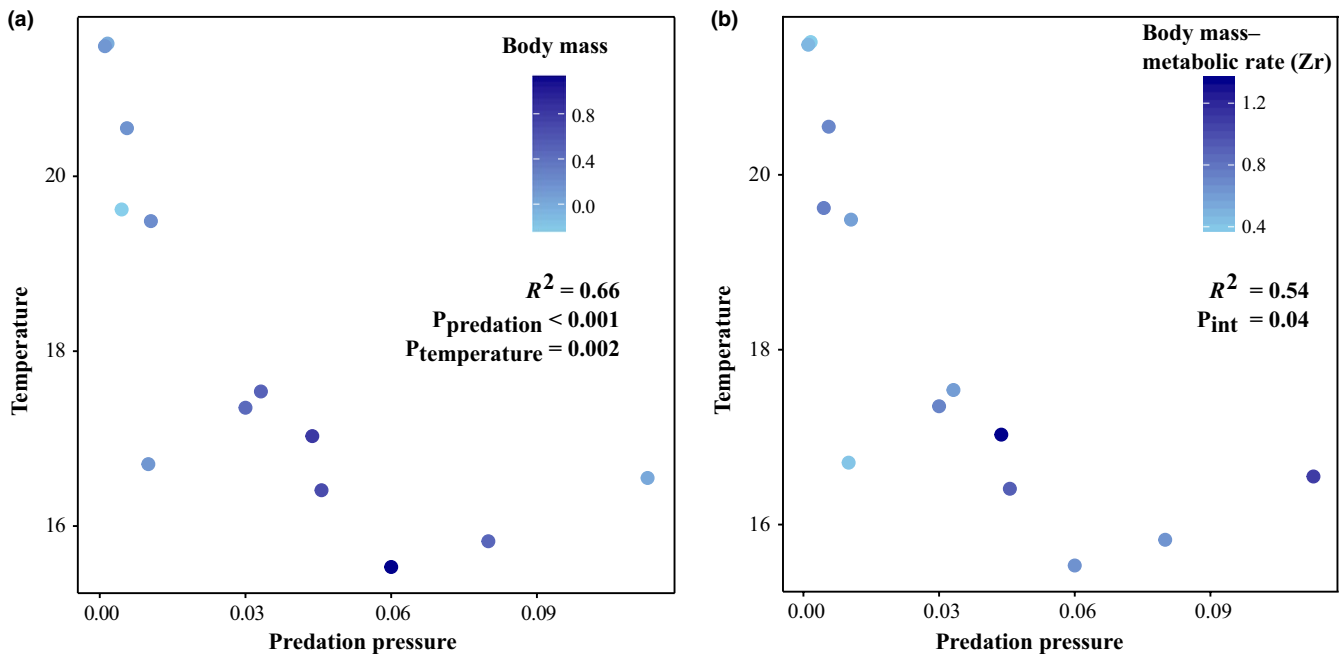 (a)
Body mass
0.8
0.4
0.0
R² = 0.66
Ppredation < 0.001
Ptemperature = 0.002
20
18
16
Temperature
0.00 0.03 0.06 0.09
Predation pressure
(b)
Body mass–
metabolic rate (Zr)
1.2
0.8
0.4
R² = 0.54
Pint = 0.04
20
18
16
Temperature
0.00 0.03 0.06 0.09
Predation pressure